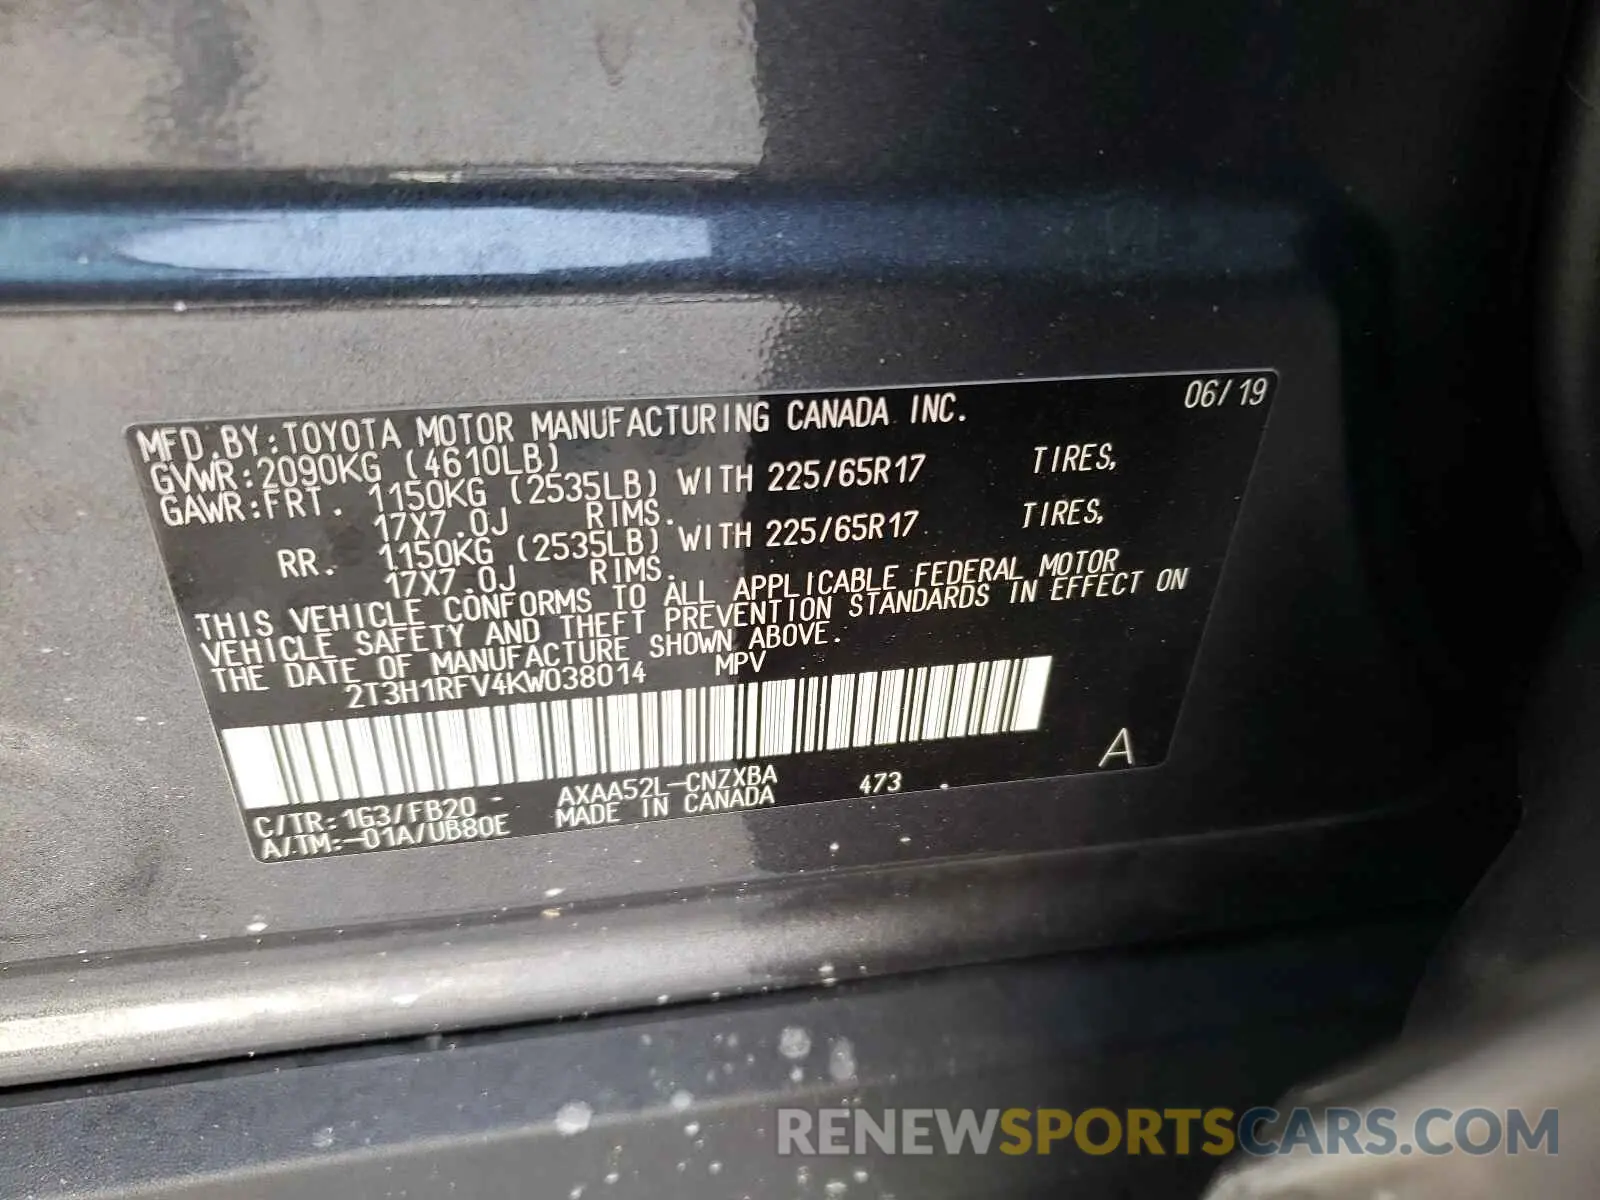 MFD.BY:TOYOTA MOTOR MANUFACTURING CANADA INC. 06/19
GVWR:2090KG (4610LB)
GAWR:FRT. 1150KG (2535LB) WITH 225/65R17 TIRES,
17X7.0J RIMS.
RR. 1150KG (2535LB) WITH 225/65R17 TIRES,
17X7.0J RIMS.
THIS VEHICLE CONFORMS TO ALL APPLICABLE FEDERAL MOTOR
VEHICLE SAFETY AND THEFT PREVENTION STANDARDS IN EFFECT ON
THE DATE OF MANUFACTURE SHOWN ABOVE.
2T3H1RFV4KW038014 MPV
A
C/TR:1G3/FB20 AXAA52L-CNZXBA 473
A/TM:-01A/UB80E MADE IN CANADA
RENEWSPORTSCARS.COM